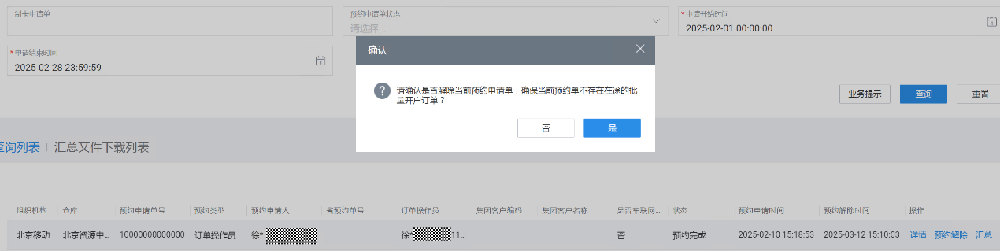 制卡申请单
预约申请单状态
请选择...
*申请开始时间
2025-02-01 00:00:00
*申请结束时间
2025-02-28 23:59:59
确认
请确认是否解除当前预约申请单，确保当前预约单不存在在途的批
量开户订单？
否 是
业务提示 查询 重置
查询列表 汇总文件下载列表
组织机构 仓库 预约申请单号 预约类型 预约申请人 省预约单号 订单操作员 集团客户编码 集团客户名称 是否车联网... 状态 预约申请时间 预约解除时间 操作
北京移动 北京资源中... 10000000000000 订单操作员 徐* 徐* 11... 否 预约完成 2025-02-10 15:18:53 2025-03-12 15:10:03 详情 预约解除 汇总